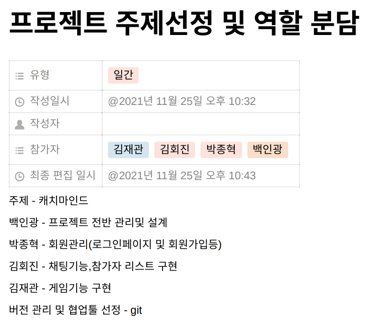 프로젝트 주제선정 및 역할 분담
유형 일간
작성일시 @2021년 11월 25일 오후 10:32
작성자
참가자 김재관 김회진 박종혁 백인광
최종 편집 일시 @2021년 11월 25일 오후 10:43
주제 - 캐치마인드
백인광 - 프로젝트 전반 관리및 설계
박종혁 - 회원관리(로그인페이지 및 회원가입등)
김회진 - 채팅기능,참가자 리스트 구현
김재관 - 게임기능 구현
버전 관리 및 협업툴 선정 - git